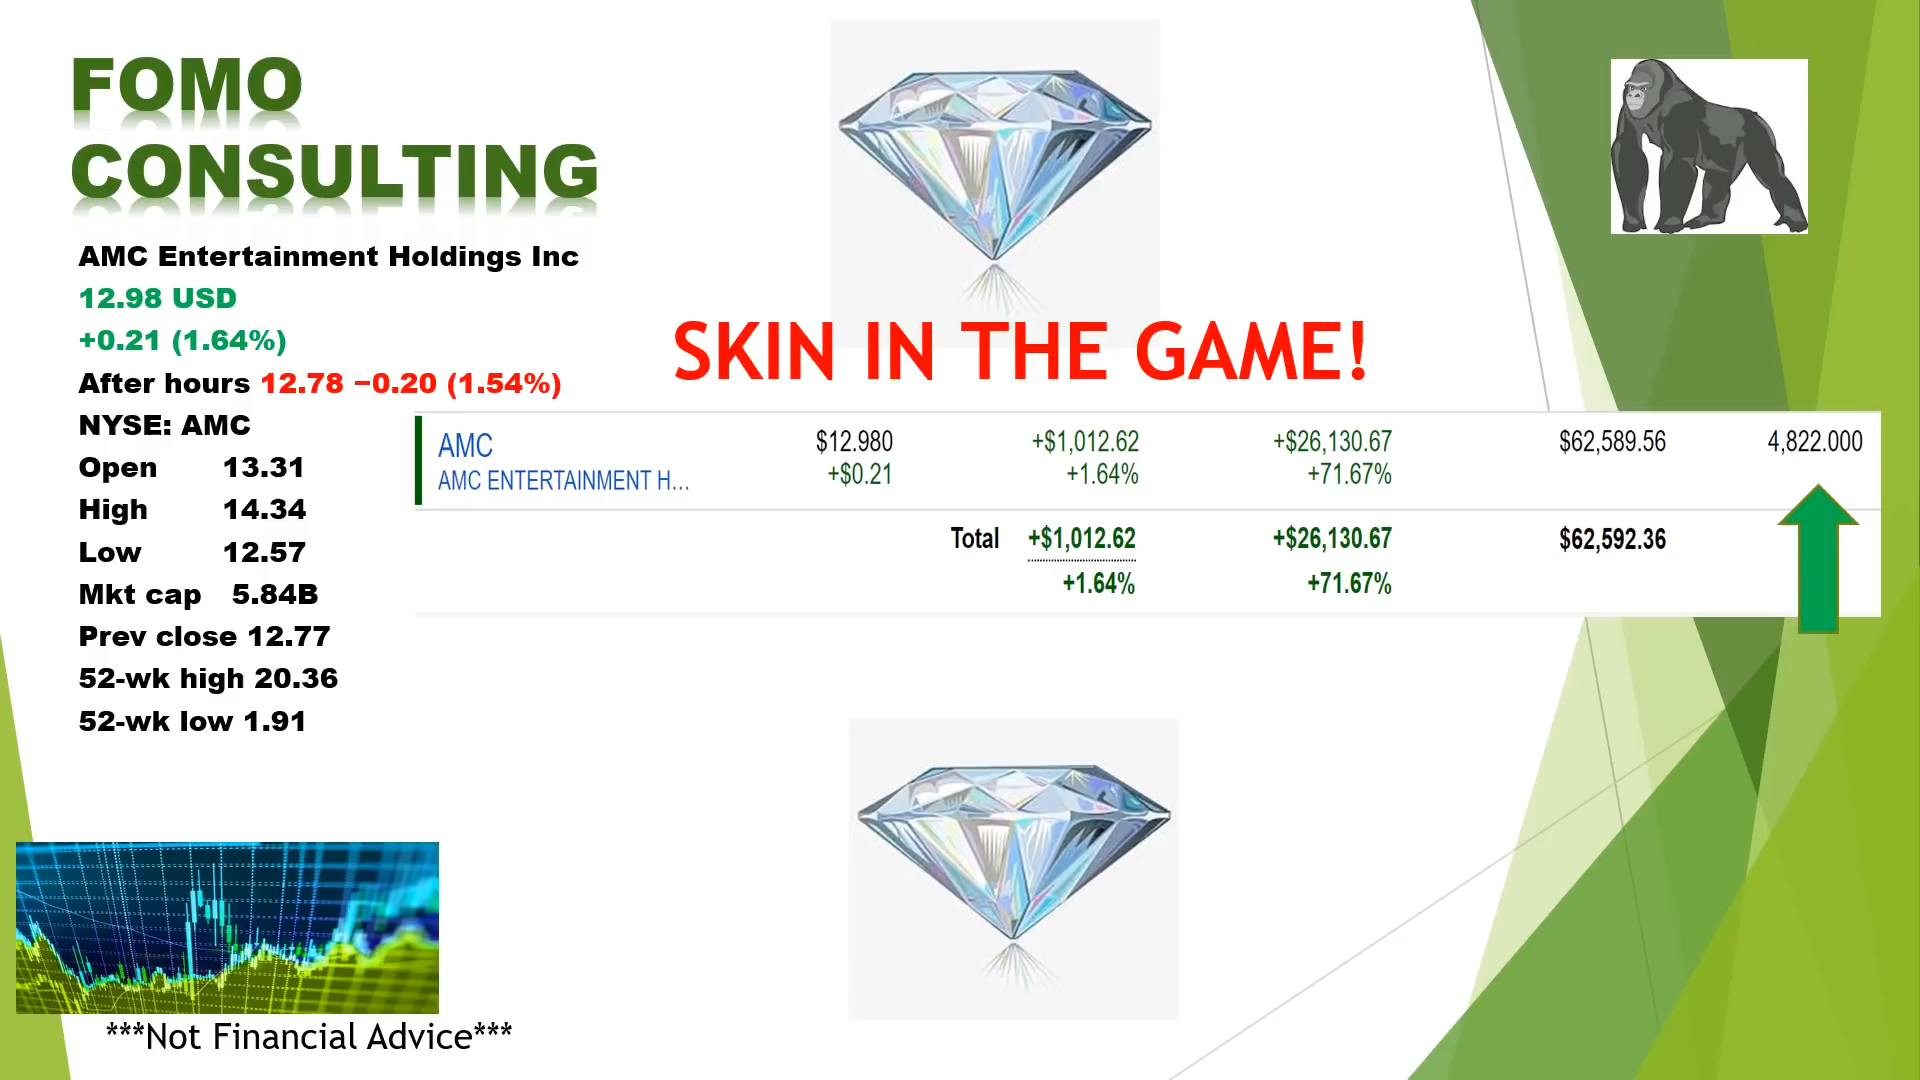 FOMO
CONSULTING
AMC Entertainment Holdings Inc
12.98 USD
+0.21 (1.64%)
After hours 12.78 −0.20 (1.54%)
NYSE: AMC
Open 13.31
High 14.34
Low 12.57
Mkt cap 5.84B
Prev close 12.77
52-wk high 20.36
52-wk low 1.91
SKIN IN THE GAME!
AMC $12.980 +$1,012.62 +$26,130.67 $62,589.56 4,822.000
AMC ENTERTAINMENT H... +$0.21 +1.64% +71.67%
Total +$1,012.62 +$26,130.67 $62,592.36
+1.64% +71.67%
***Not Financial Advice***